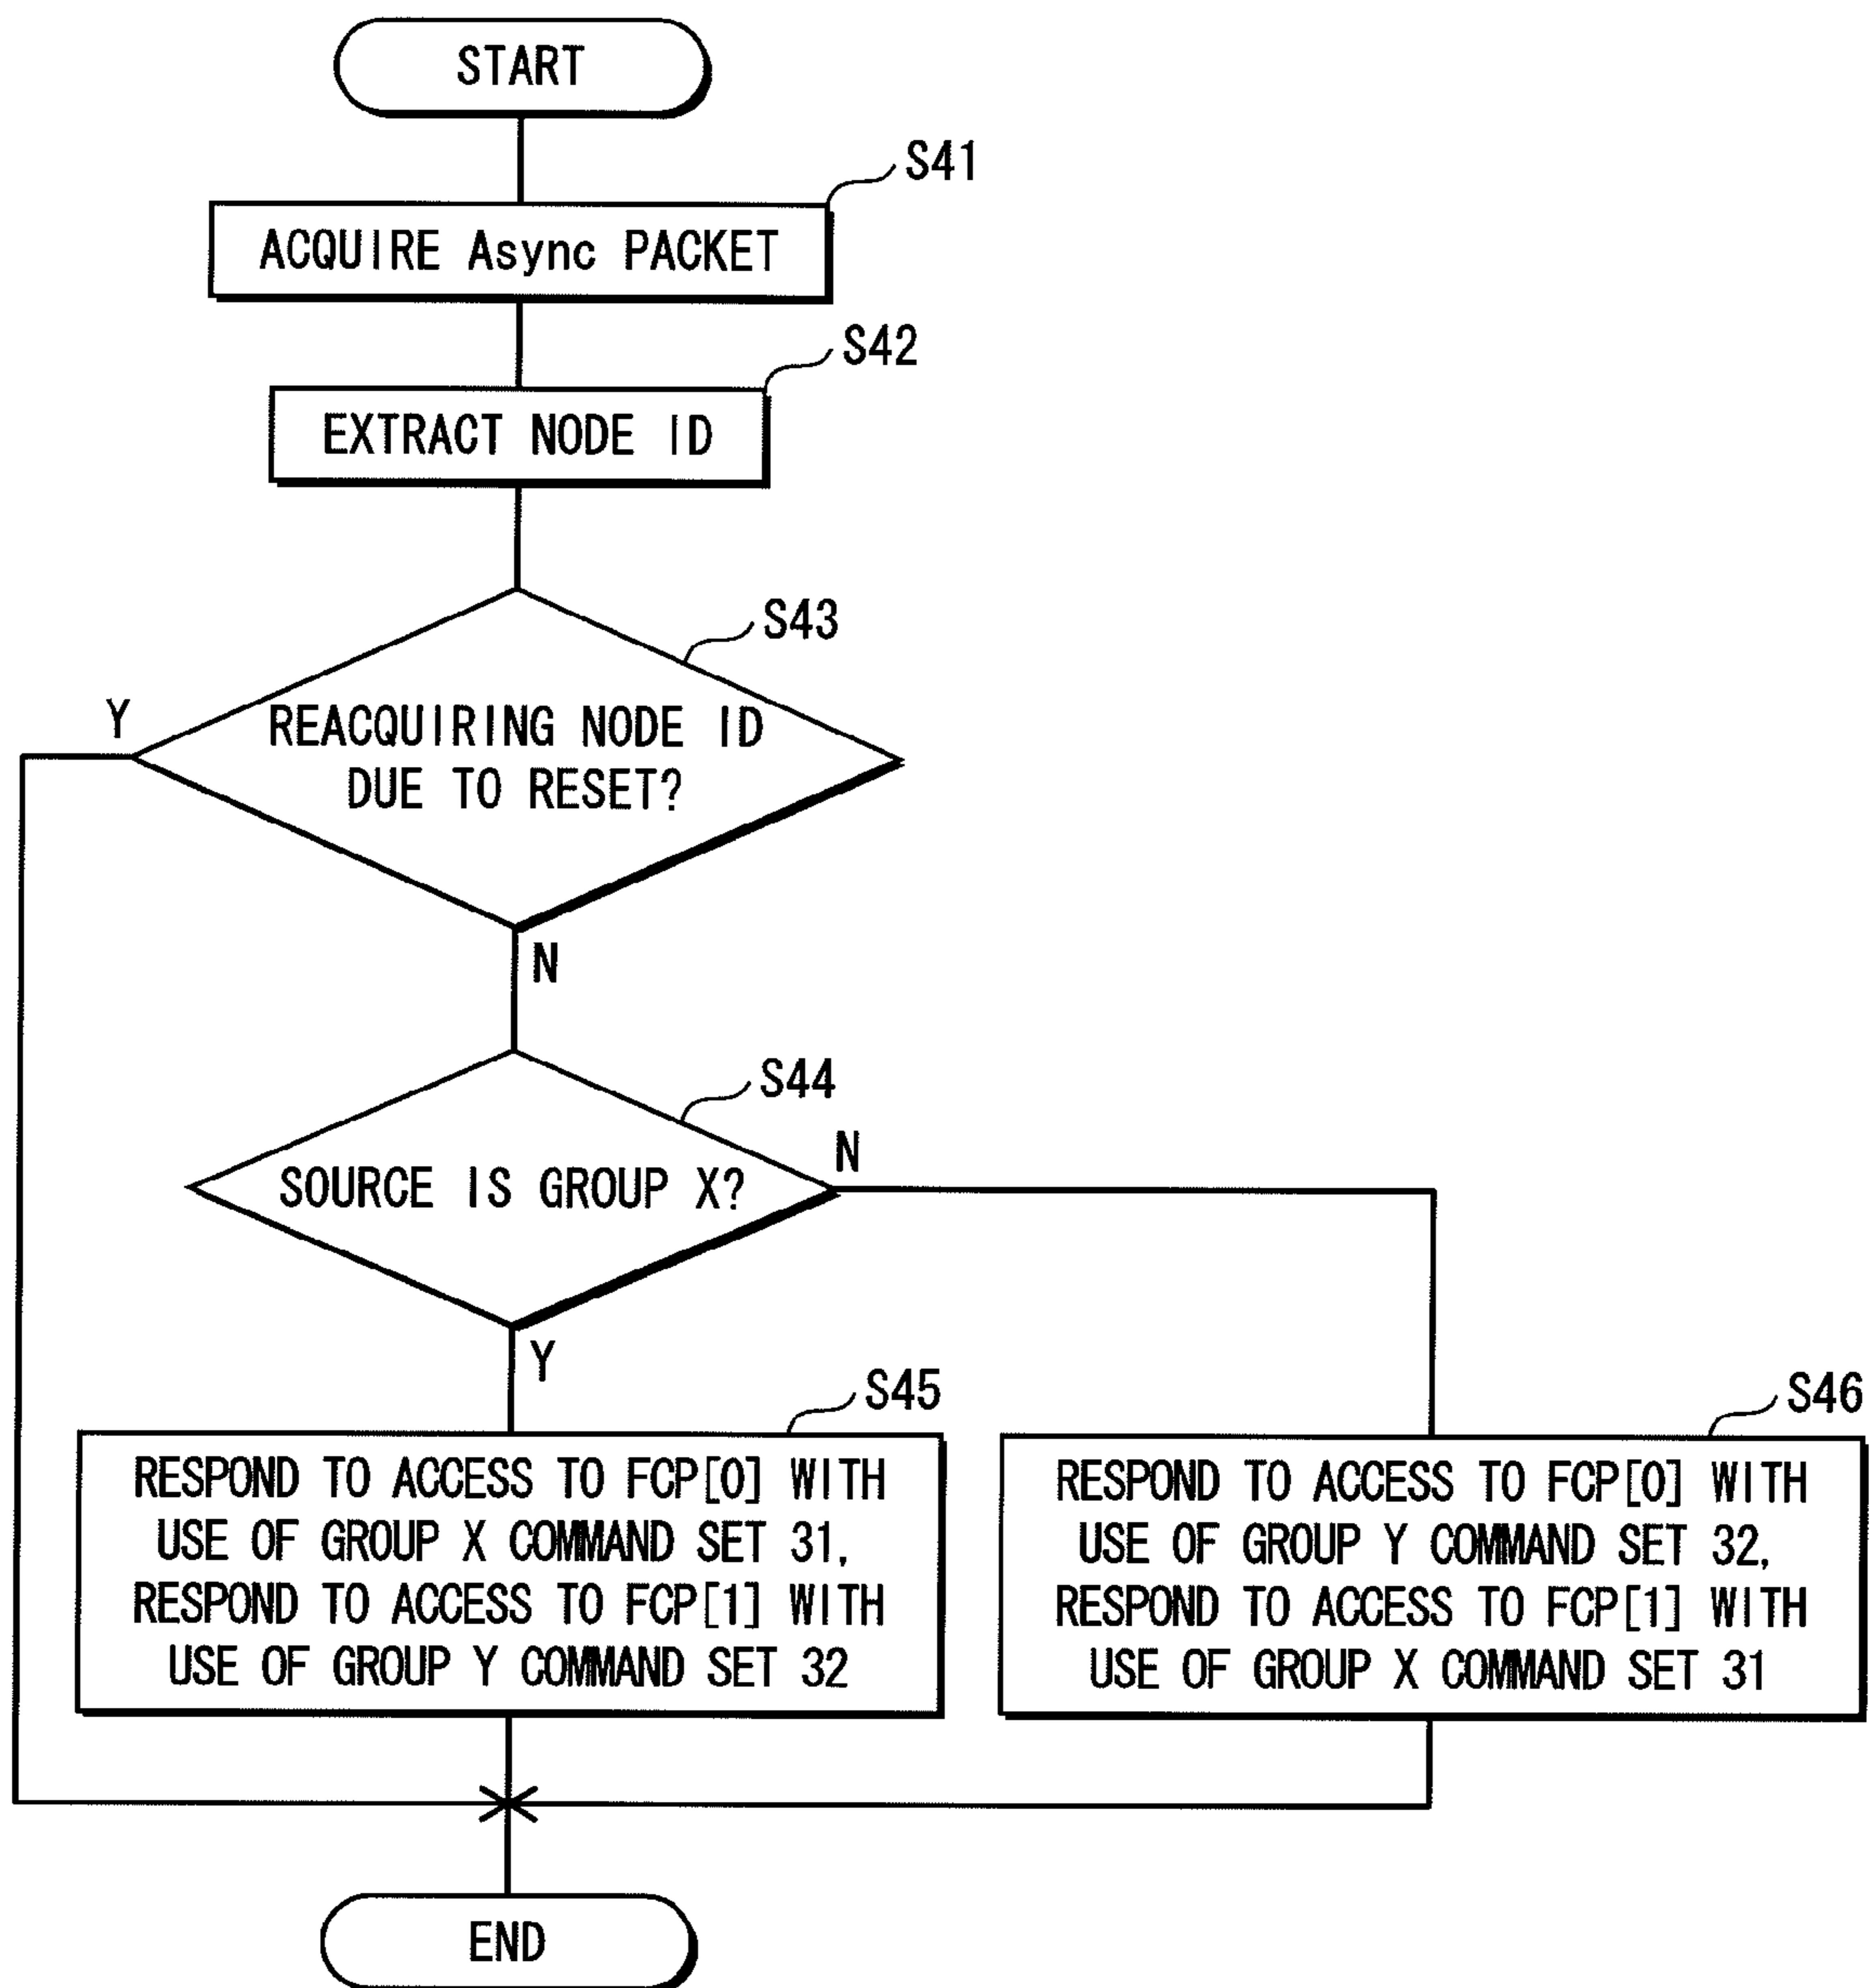 START
S41
ACQUIRE Async PACKET
S42
EXTRACT NODE ID
S43
Y
REACQUIRING NODE ID
DUE TO RESET?
N
S44
N
SOURCE IS GROUP X?
Y
S45
RESPOND TO ACCESS TO FCP[0] WITH
USE OF GROUP X COMMAND SET 31,
RESPOND TO ACCESS TO FCP[1] WITH
USE OF GROUP Y COMMAND SET 32
S46
RESPOND TO ACCESS TO FCP[0] WITH
USE OF GROUP Y COMMAND SET 32,
RESPOND TO ACCESS TO FCP[1] WITH
USE OF GROUP X COMMAND SET 31
END